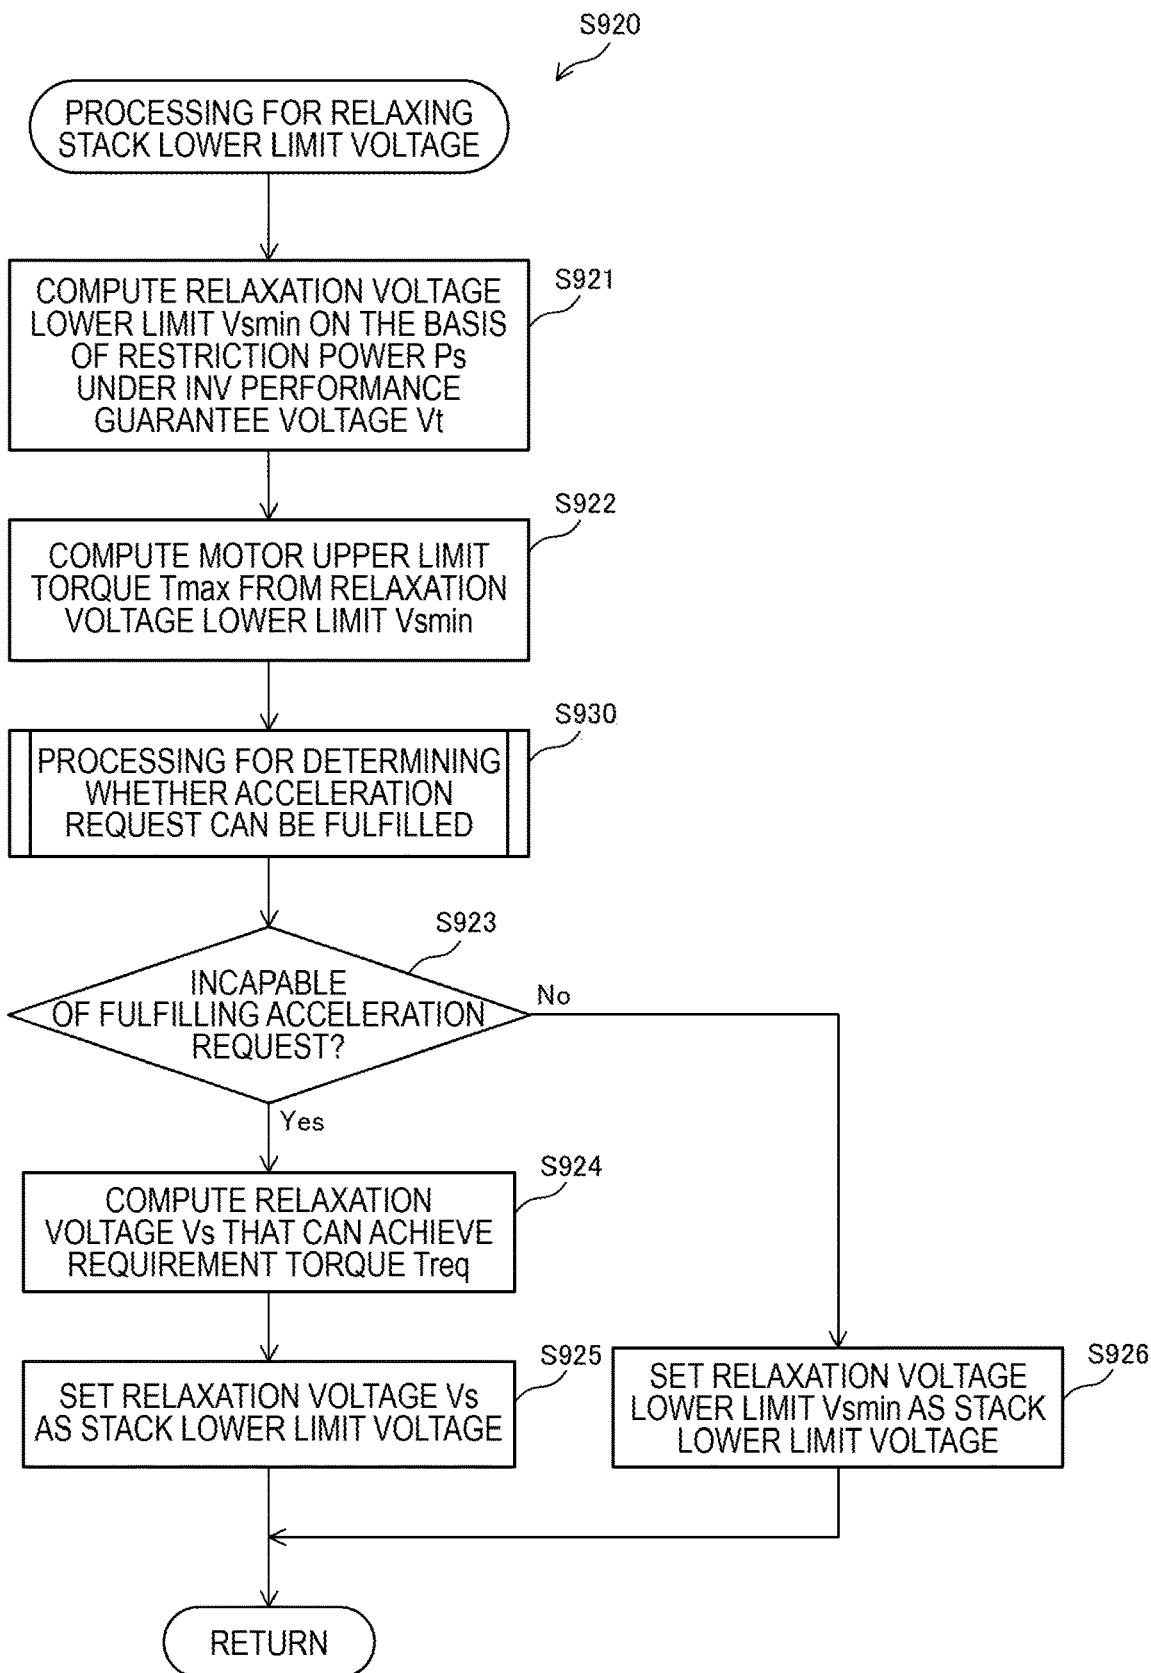 S920
PROCESSING FOR RELAXING
STACK LOWER LIMIT VOLTAGE
S921
COMPUTE RELAXATION VOLTAGE
LOWER LIMIT Vsmin ON THE BASIS
OF RESTRICTION POWER Ps
UNDER INV PERFORMANCE
GUARANTEE VOLTAGE Vt
S922
COMPUTE MOTOR UPPER LIMIT
TORQUE Tmax FROM RELAXATION
VOLTAGE LOWER LIMIT Vsmin
S930
PROCESSING FOR DETERMINING
WHETHER ACCELERATION
REQUEST CAN BE FULFILLED
S923
INCAPABLE
OF FULFILLING ACCELERATION
REQUEST?
No
Yes
S924
COMPUTE RELAXATION
VOLTAGE Vs THAT CAN ACHIEVE
REQUIREMENT TORQUE Treq
S925
SET RELAXATION VOLTAGE Vs
AS STACK LOWER LIMIT VOLTAGE
S926
SET RELAXATION VOLTAGE
LOWER LIMIT Vsmin AS STACK
LOWER LIMIT VOLTAGE
RETURN